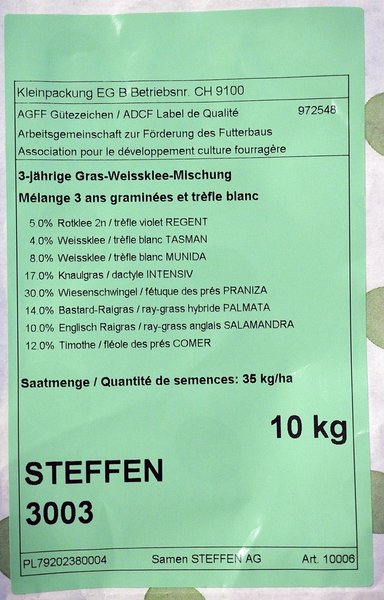 Kleinpackung EG B Betriebsnr. CH 9100
AGFF Gütezeichen / ADCF Label de Qualité 972548
Arbeitsgemeinschaft zur Förderung des Futterbaus
Association pour le développement culture fourragère
3-jährige Gras-Weissklee-Mischung
Mélange 3 ans graminées et trèfle blanc
5.0% Rotklee 2n / trèfle violet REGENT
4.0% Weissklee / trèfle blanc TASMAN
8.0% Weissklee / trèfle blanc MUNIDA
17.0% Knaulgras / dactyle INTENSIV
30.0% Wiesenschwingel / fétuque des prés PRANIZA
14.0% Bastard-Raigras / ray-grass hybride PALMATA
10.0% Englisch Raigras / ray-grass anglais SALAMANDRA
12.0% Timothe / fléole des prés COMER
Saatmenge / Quantité de semences: 35 kg/ha
10 kg
STEFFEN
3003
PL79202380004 Samen STEFFEN AG Art. 10006